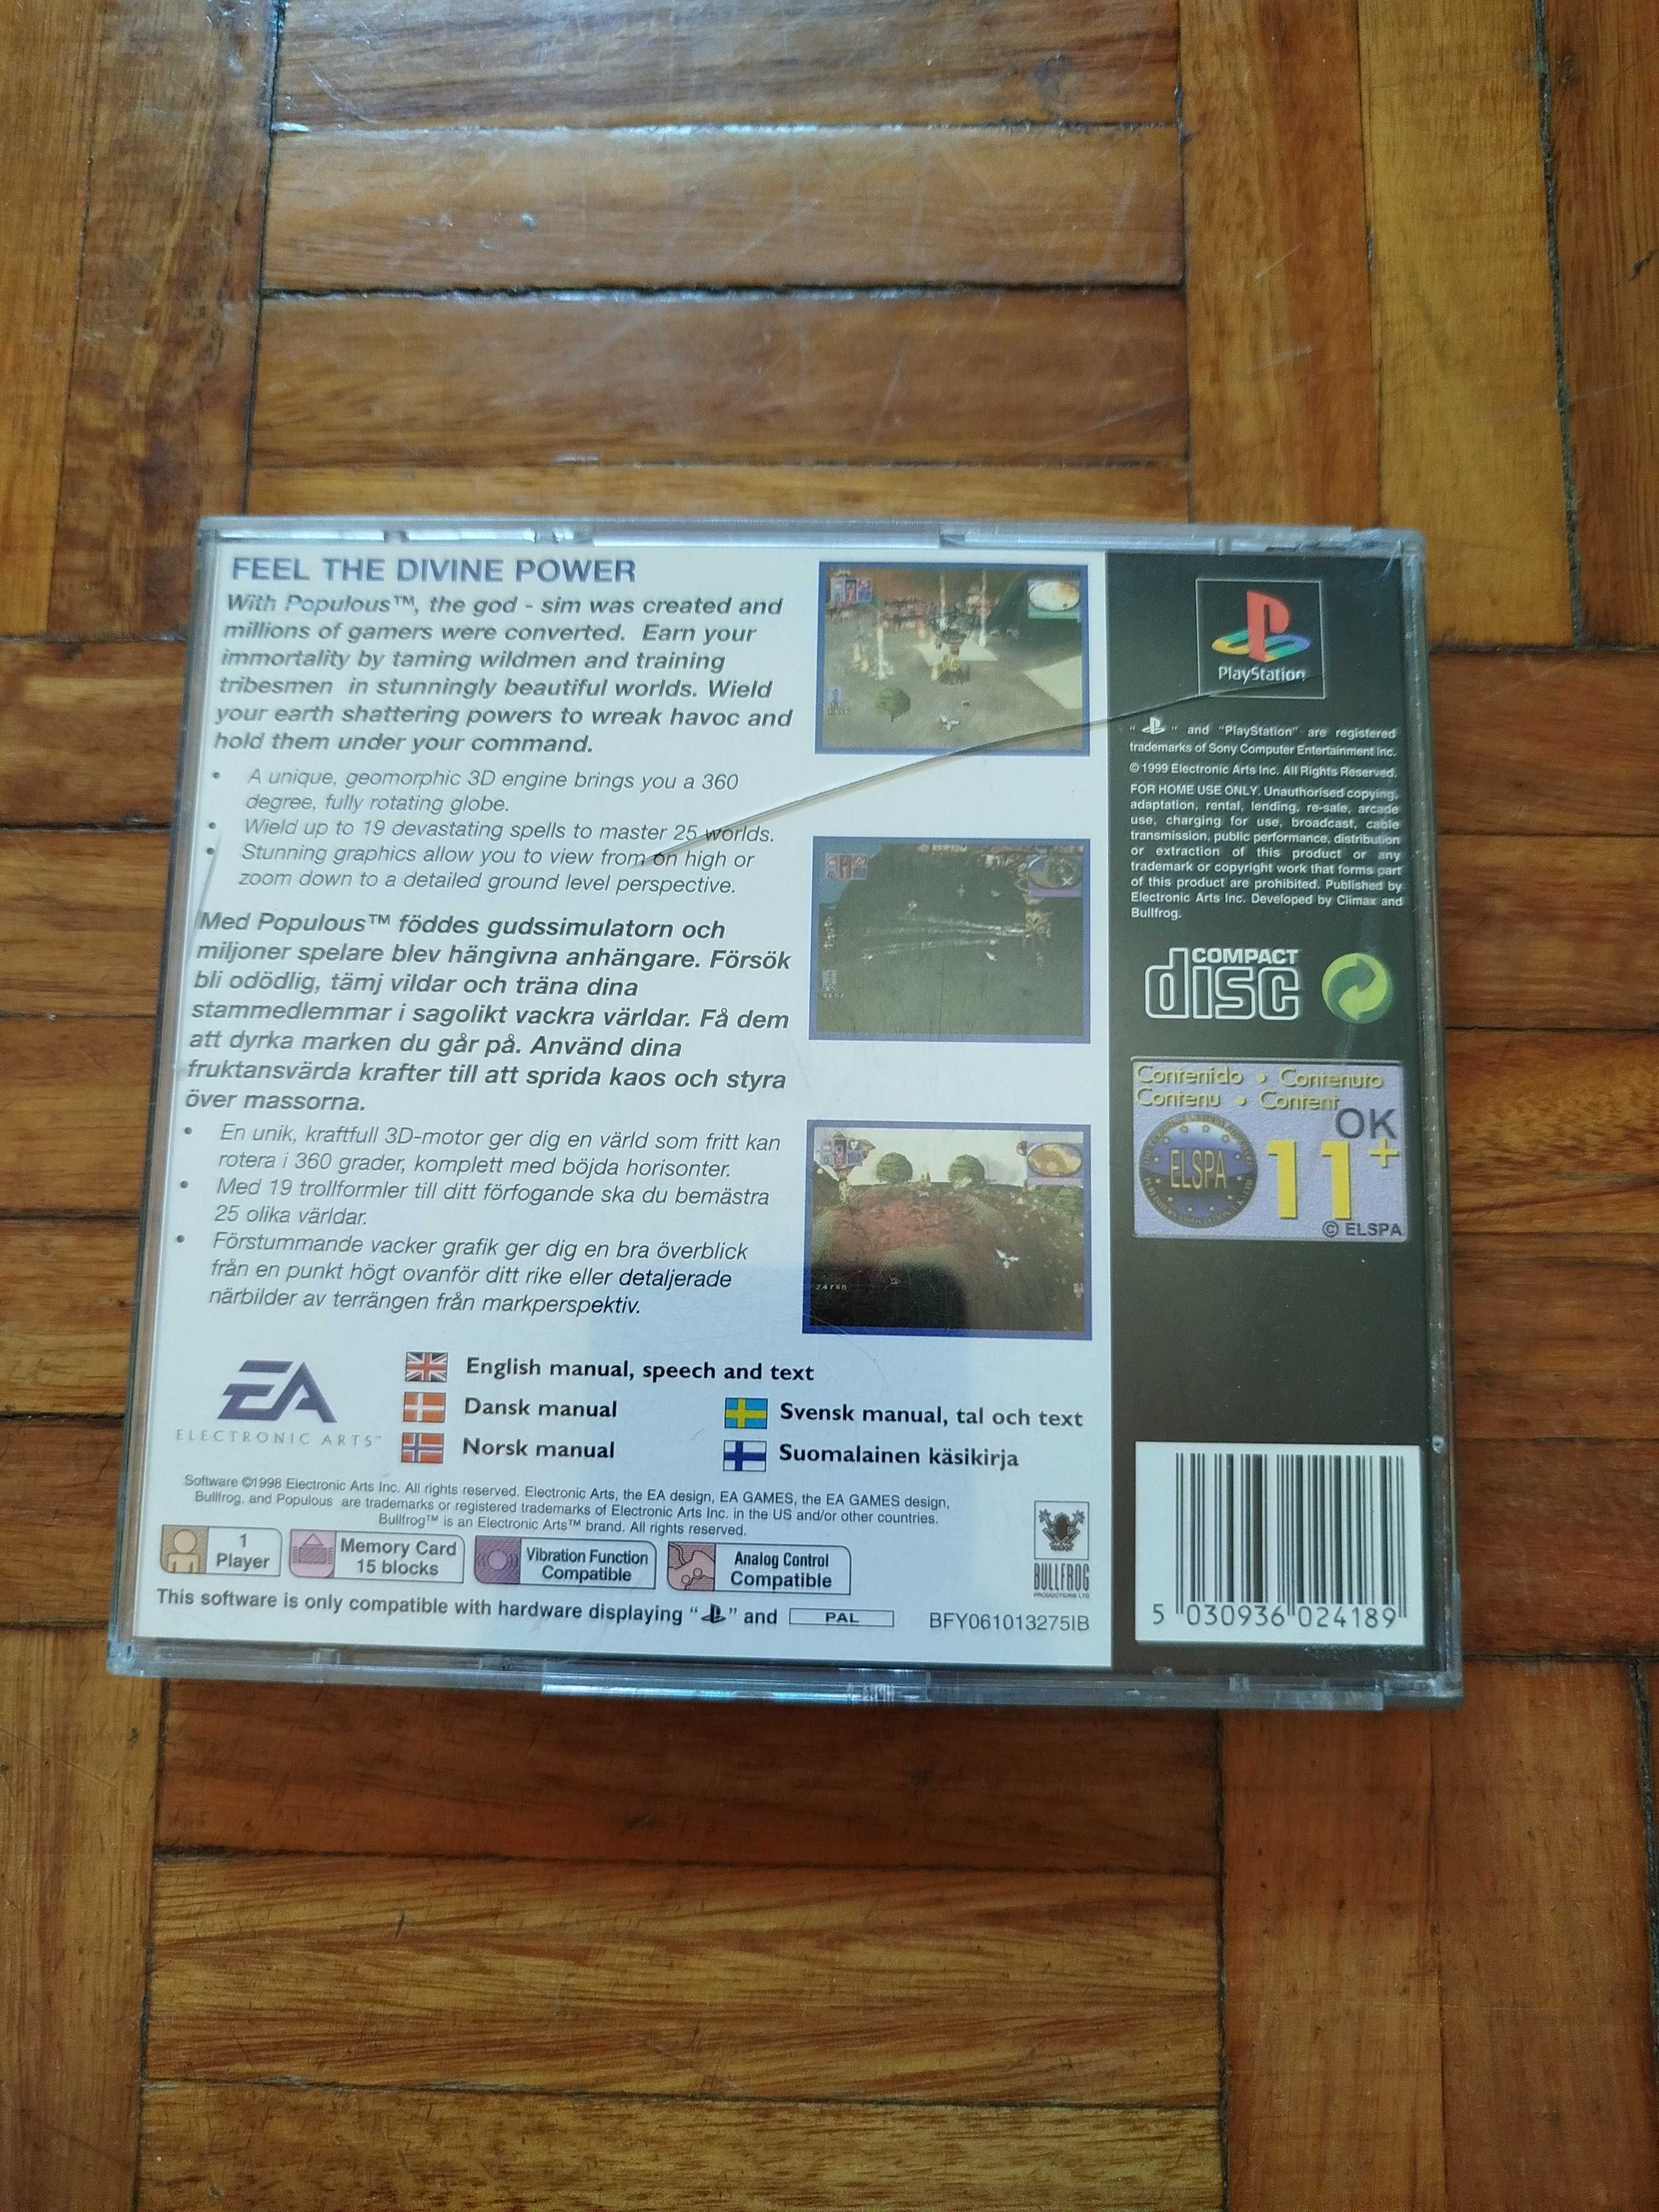 FEEL THE DIVINE POWER
With Populous™, the god - sim was created and
millions of gamers were converted. Earn your
immortality by taming wildmen and training
tribesmen in stunningly beautiful worlds. Wield
your earth shattering powers to wreak havoc and
hold them under your command.
• A unique, geomorphic 3D engine brings you a 360
degree, fully rotating globe.
• Wield up to 19 devastating spells to master 25 worlds.
• Stunning graphics allow you to view from on high or
zoom down to a detailed ground level perspective.
Med Populous™ föddes gudssimulatorn och
miljoner spelare blev hängivna anhängare. Försök
bli odödlig, tämj vildar och träna dina
stammedlemmar i sagolikt vackra världar. Få dem
att dyrka marken du går på. Använd dina
fruktansvärda krafter till att sprida kaos och styra
över massorna.
• En unik, kraftfull 3D-motor ger dig en värld som fritt kan
rotera i 360 grader, komplett med böjda horisonter.
• Med 19 trollformler till ditt förfogande ska du bemästra
25 olika världar.
• Förstummande vacker grafik ger dig en bra överblick
från en punkt högt ovanför ditt rike eller detaljerade
närbilder av terrängen från markperspektiv.
EA
ELECTRONIC ARTS™
English manual, speech and text
Dansk manual
Svensk manual, tal och text
Norsk manual
Suomalainen käsikirja
Software ©1998 Electronic Arts Inc. All rights reserved. Electronic Arts, the EA design, EA GAMES, the EA GAMES design,
Bullfrog, and Populous are trademarks or registered trademarks of Electronic Arts Inc. in the US and/or other countries.
Bullfrog™ is an Electronic Arts™ brand. All rights reserved.
1
Player
Memory Card
15 blocks
Vibration Function
Compatible
Analog Control
Compatible
BULLFROG
PRODUCTIONS LTD
This software is only compatible with hardware displaying " " and PAL
BFY061013275IB
PlayStation
" " and "PlayStation" are registered
trademarks of Sony Computer Entertainment Inc.
© 1999 Electronic Arts Inc. All Rights Reserved.
FOR HOME USE ONLY. Unauthorised copying,
adaptation, rental, lending, re-sale, arcade
use, charging for use, broadcast, cable
transmission, public performance, distribution
or extraction of this product or any
trademark or copyright work that forms part
of this product are prohibited. Published by
Electronic Arts Inc. Developed by Climax and
Bullfrog.
COMPACT
disc
Contenido • Contenuto
Contenu • Content
OK
ELSPA
11+
© ELSPA
5 030936 024189